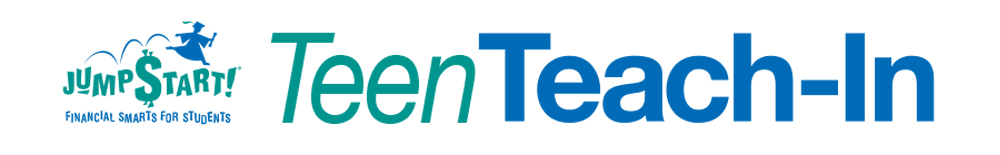 JUMP$TART!®
FINANCIAL SMARTS FOR STUDENTS
TeenTeach-In